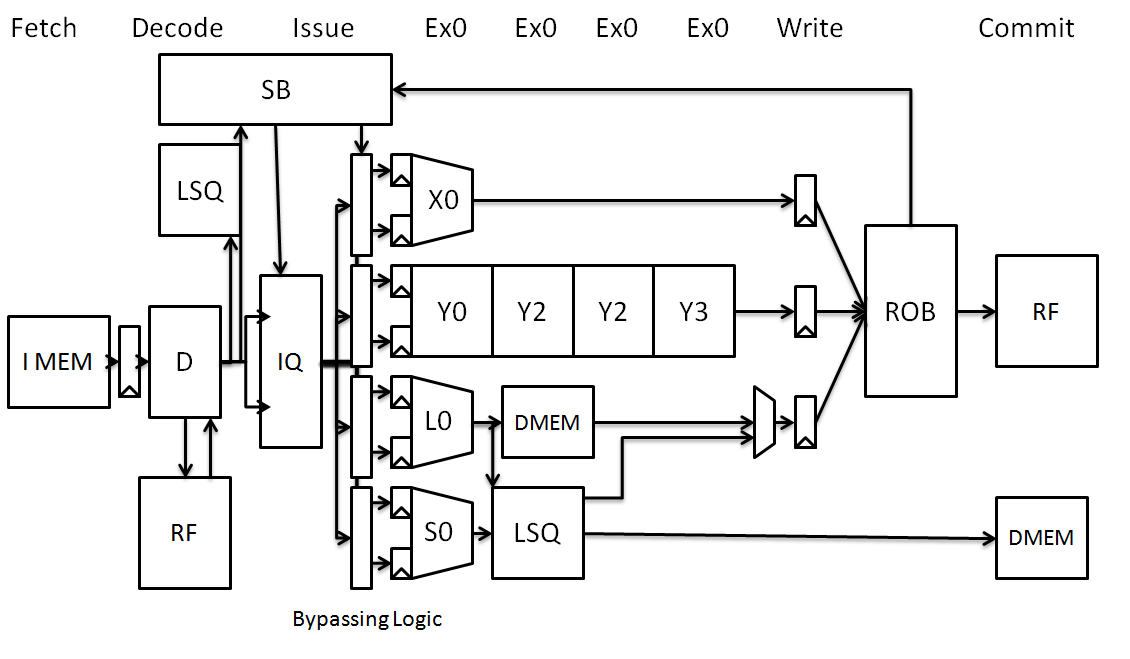 Fetch Decode Issue Ex0 Ex0 Ex0 Ex0 Write Commit
SB
LSQ
X0
I MEM
D
IQ
Y0 Y2 Y2 Y3
ROB
RF
L0
DMEM
RF
S0
LSQ
DMEM
Bypassing Logic